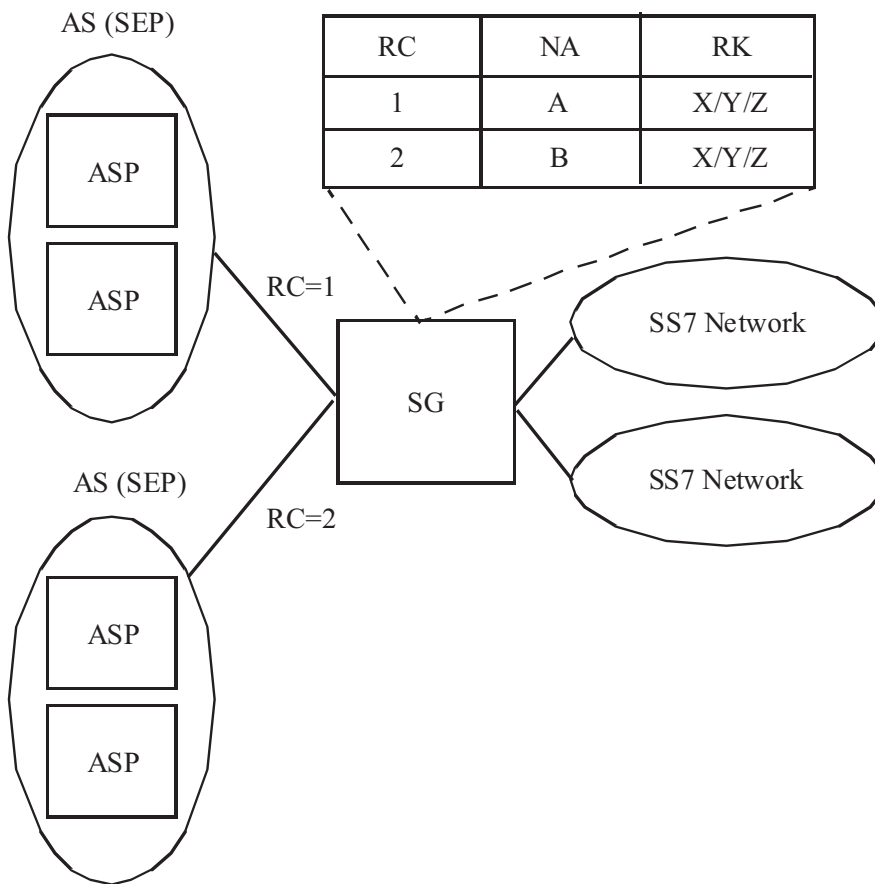 AS (SEP)
RC NA RK
1 A X/Y/Z
2 B X/Y/Z
ASP
ASP
RC=1
SS7 Network
SG
SS7 Network
AS (SEP)
RC=2
ASP
ASP